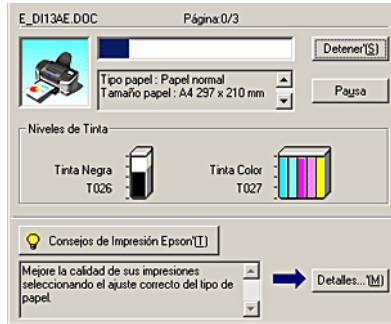 E_DI13AE.DOC Página:0/3
Detener'(S)
Tipo papel : Papel normal
Tamaño papel : A4 297 x 210 mm
Pausa
Niveles de Tinta
Tinta Negra
T026
Tinta Color
T027
Consejos de Impresión Epson'(T)
Mejore la calidad de sus impresiones
seleccionando el ajuste correcto del tipo de
papel.
Detalles...'(M)